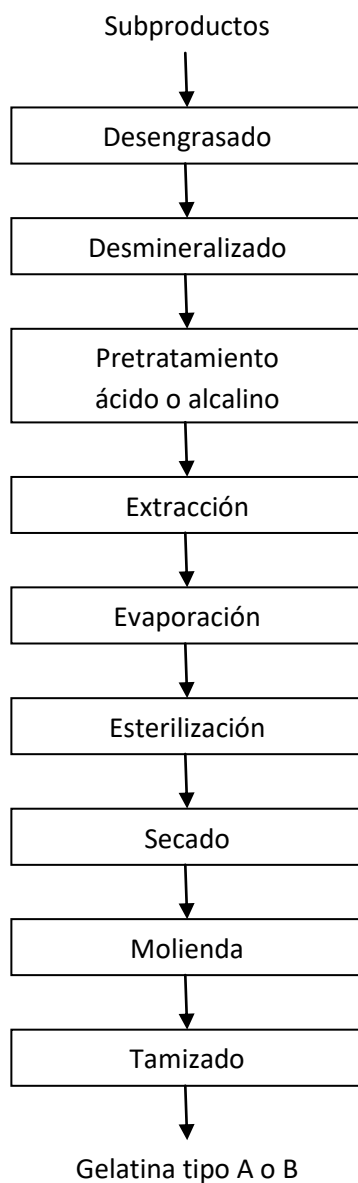 Subproductos
Desengrasado
Desmineralizado
Pretratamiento
ácido o alcalino
Extracción
Evaporación
Esterilización
Secado
Molienda
Tamizado
Gelatina tipo A o B